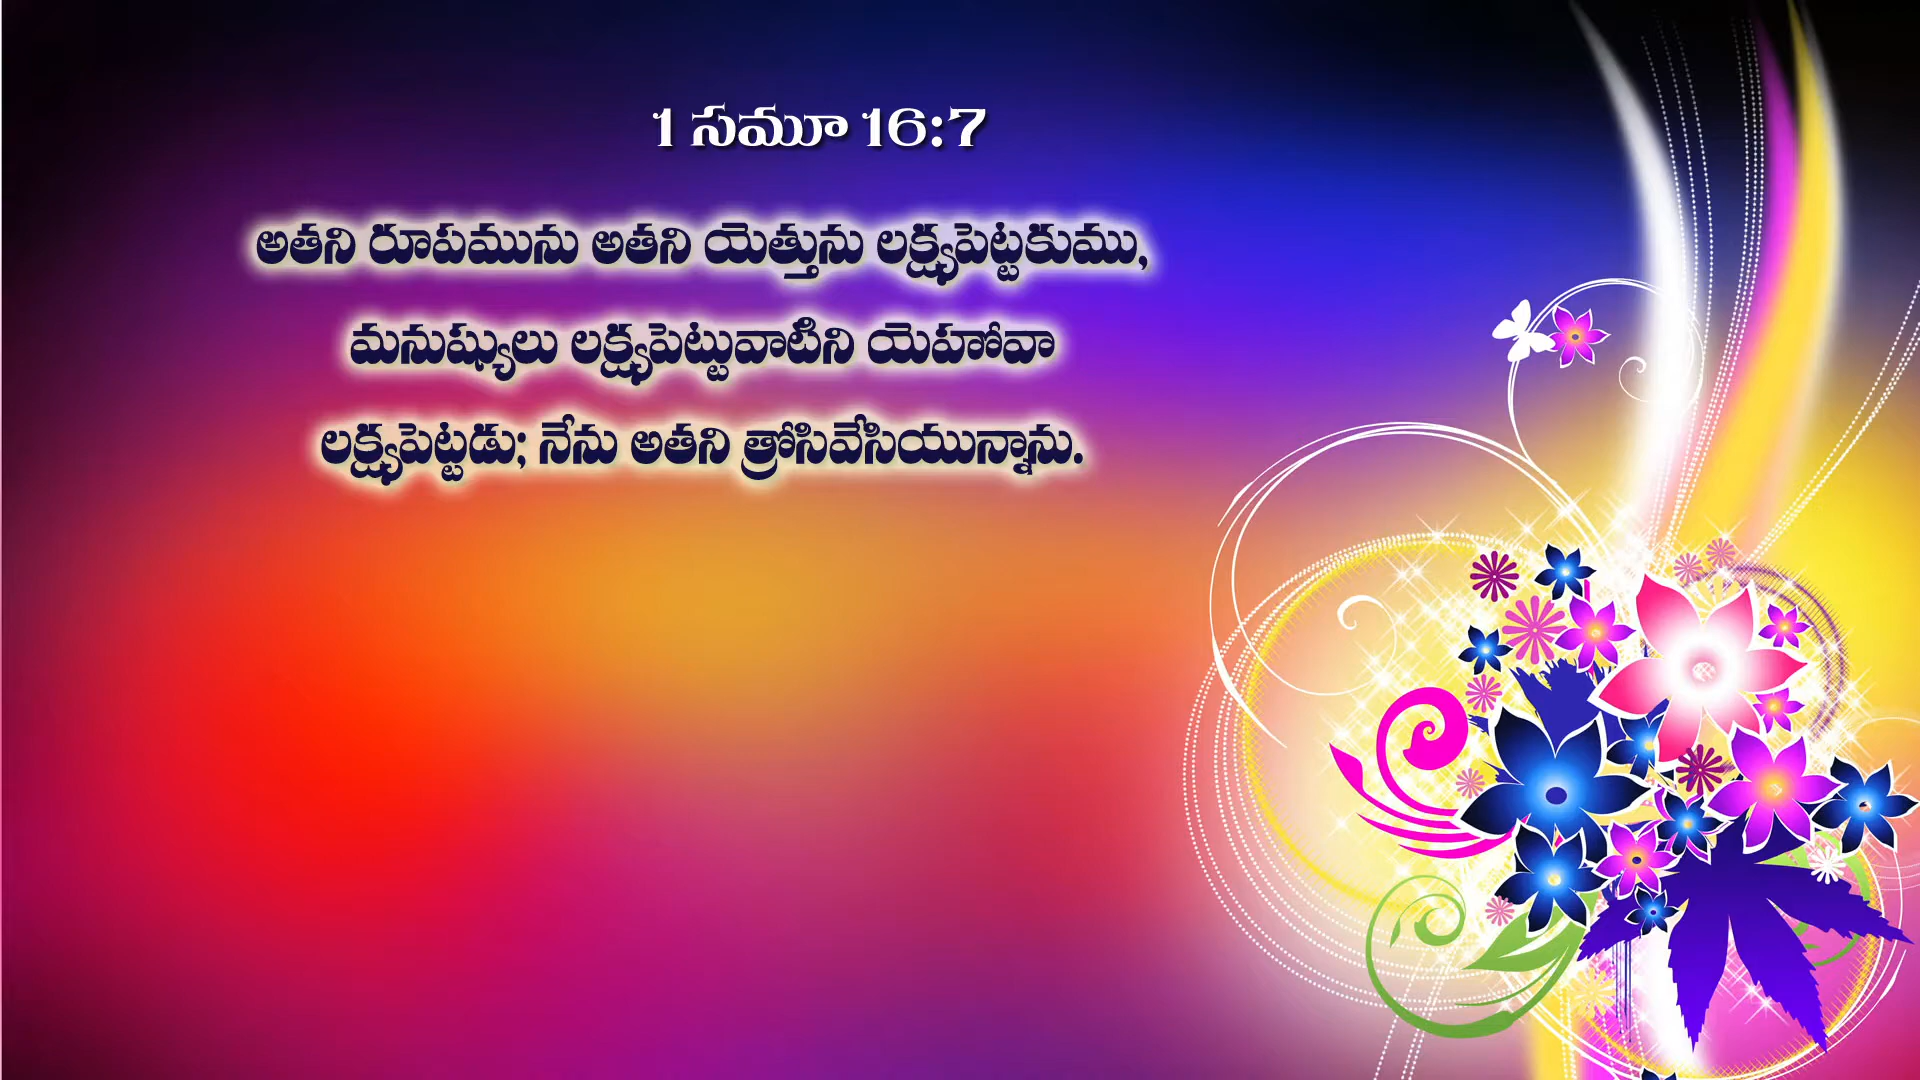 1 సమూ 16:7
అతని రూపమును అతని యెత్తును లక్ష్యపెట్టకుము,
మనుష్యులు లక్ష్యపెట్టువాటిని యెహోవా
లక్ష్యపెట్టడు; నేను అతని త్రోసివేసియున్నాను.